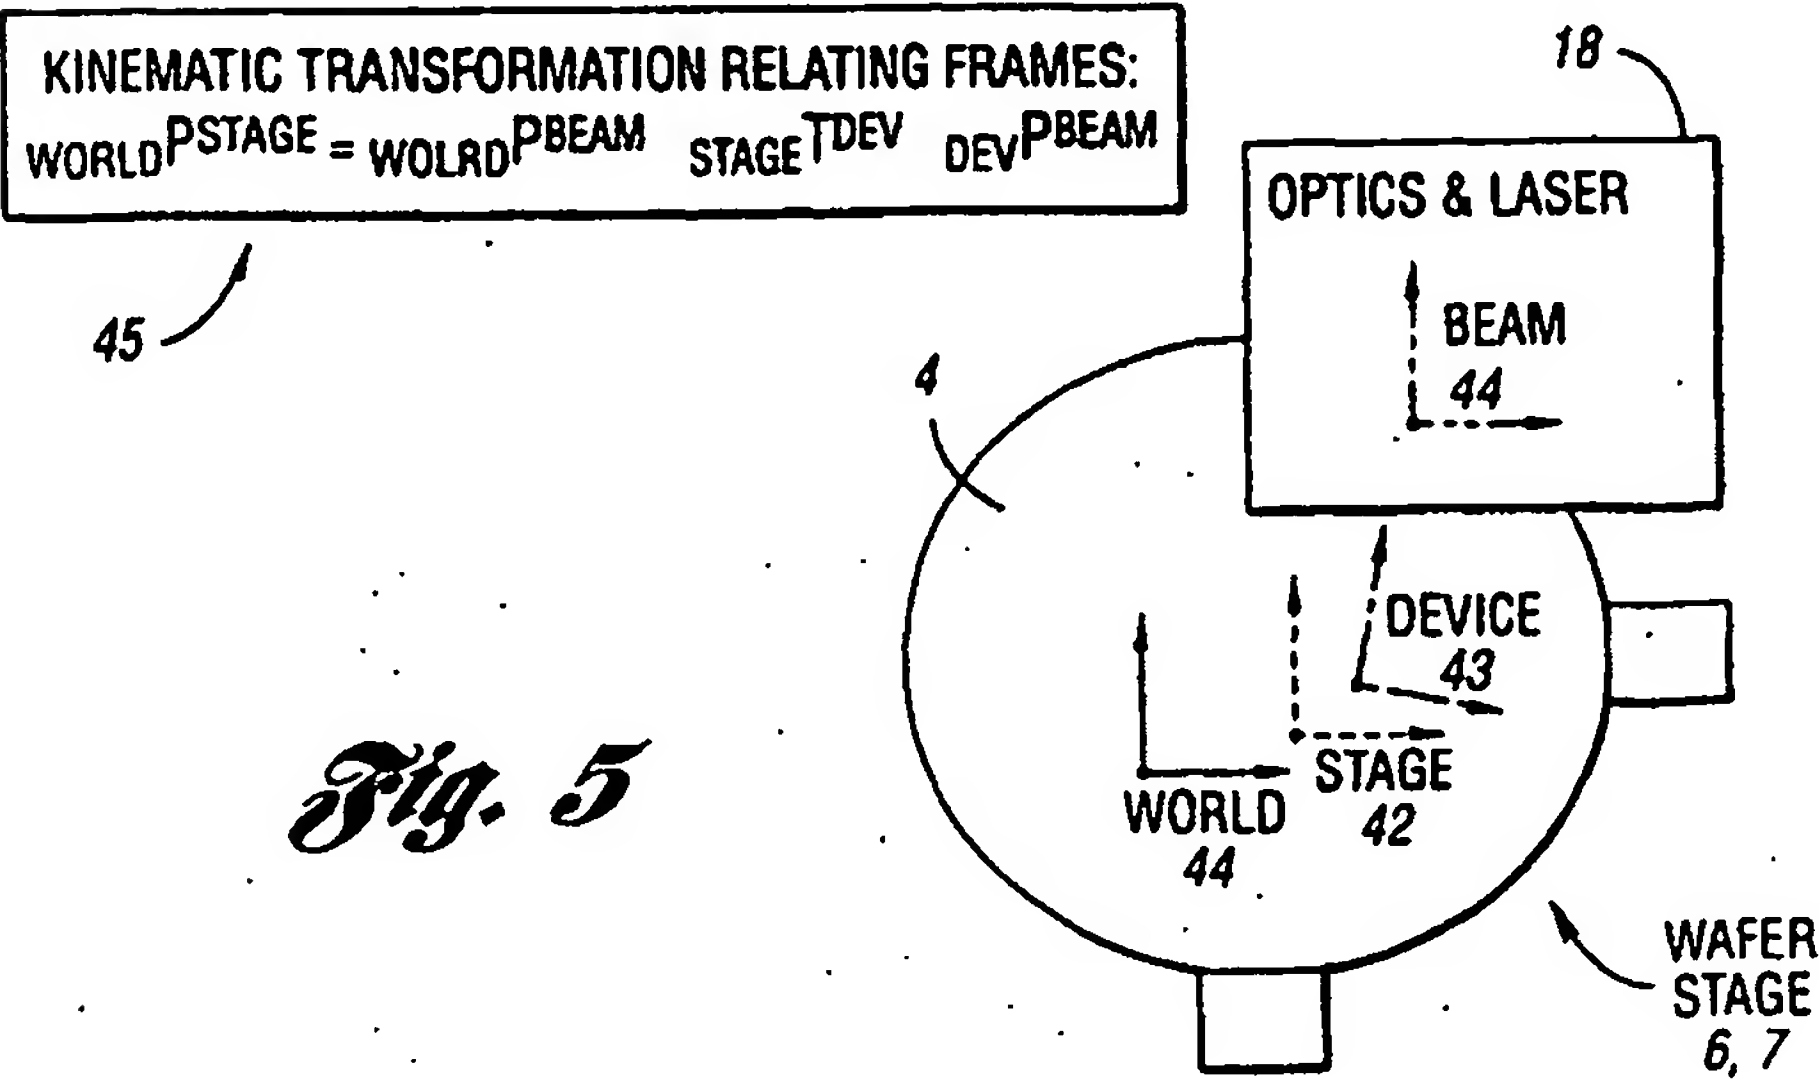 KINEMATIC TRANSFORMATION RELATING FRAMES:
WORLDPSTAGE = WOLRDPBEAM STAGETDEV DEVPBEAM
45
18
OPTICS & LASER
BEAM
44
4
DEVICE
43
STAGE
42
WORLD
44
Fig. 5
WAFER
STAGE
6, 7